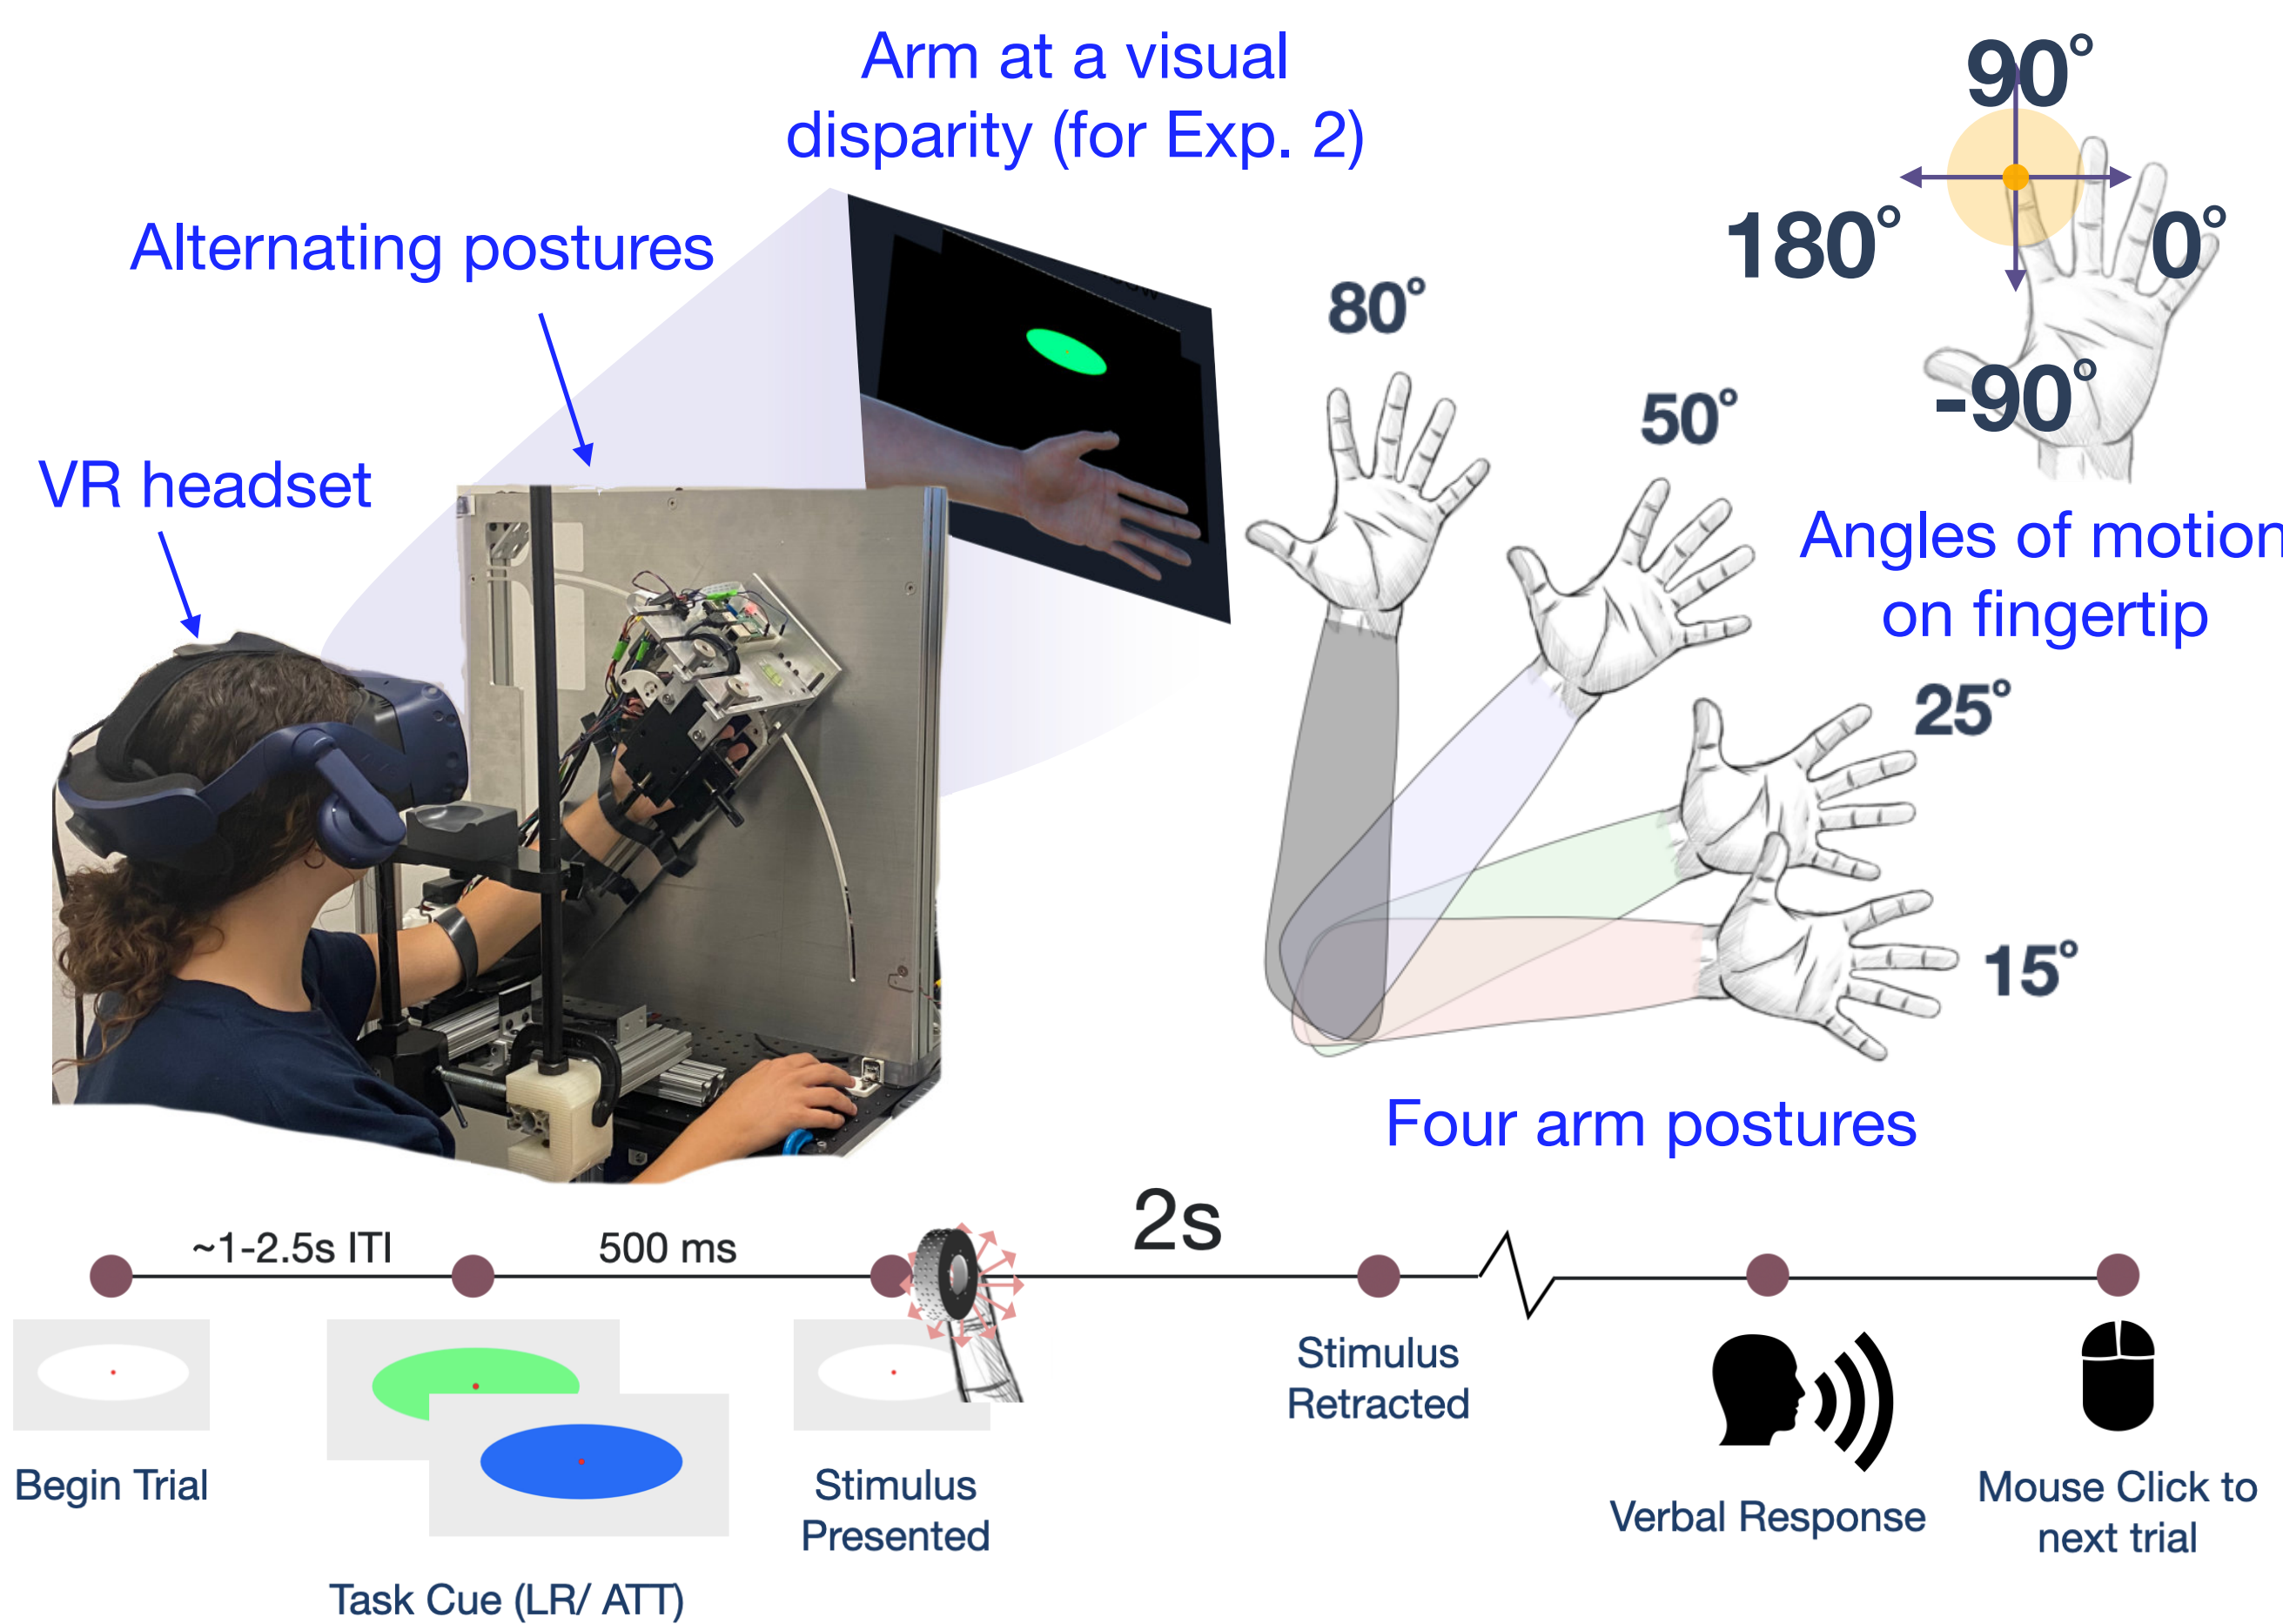 Arm at a visual
disparity (for Exp. 2)
Alternating postures
VR headset
90°
180°
0°
-90°
Angles of motion
on fingertip
80°
50°
25°
15°
Four arm postures
~1-2.5s ITI
500 ms
2s
Begin Trial
Task Cue (LR/ ATT)
Stimulus
Presented
Stimulus
Retracted
Verbal Response
Mouse Click to
next trial